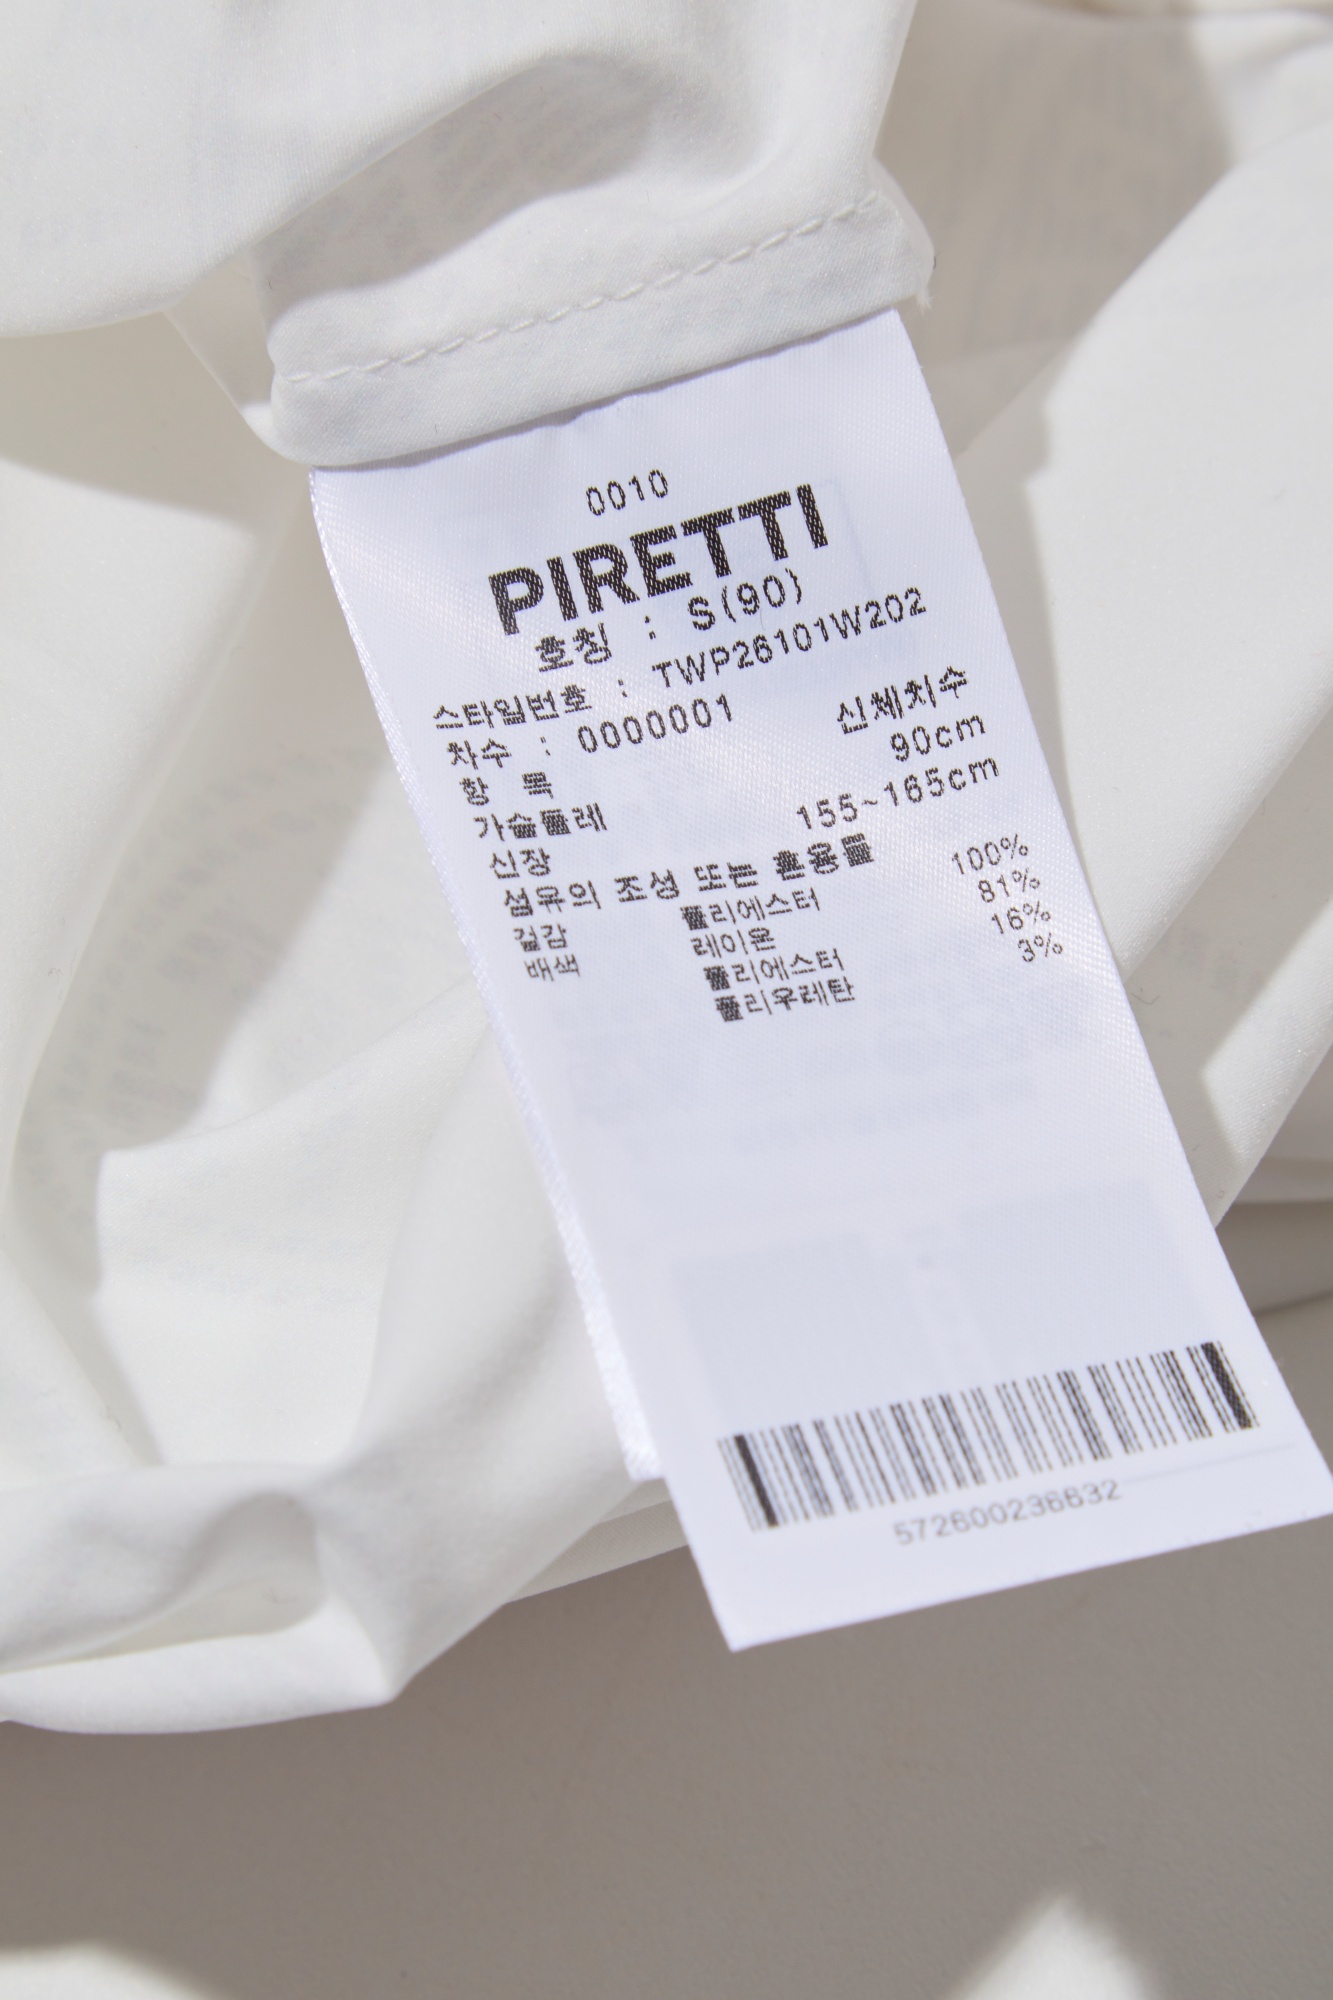 0010
PIRETTI
호칭 : S(90)
스타일번호 : TWP26101W202
차수 : 0000001
항 목 신체치수
가슴둘레 90cm
신장 155~165cm
섬유의 조성 또는 혼용률
겉감 폴리에스터 100%
배색 레이온 81%
폴리에스터 16%
폴리우레탄 3%
572600236632